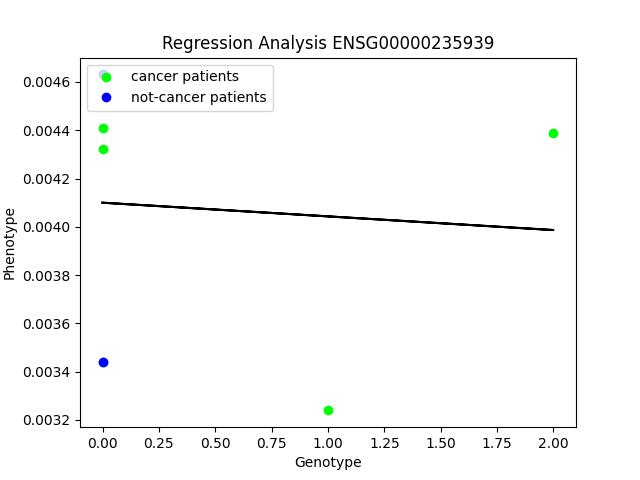 Regression Analysis ENSG00000235939
cancer patients
not-cancer patients
Phenotype
0.0046
0.0044
0.0042
0.0040
0.0038
0.0036
0.0034
0.0032
0.00 0.25 0.50 0.75 1.00 1.25 1.50 1.75 2.00
Genotype